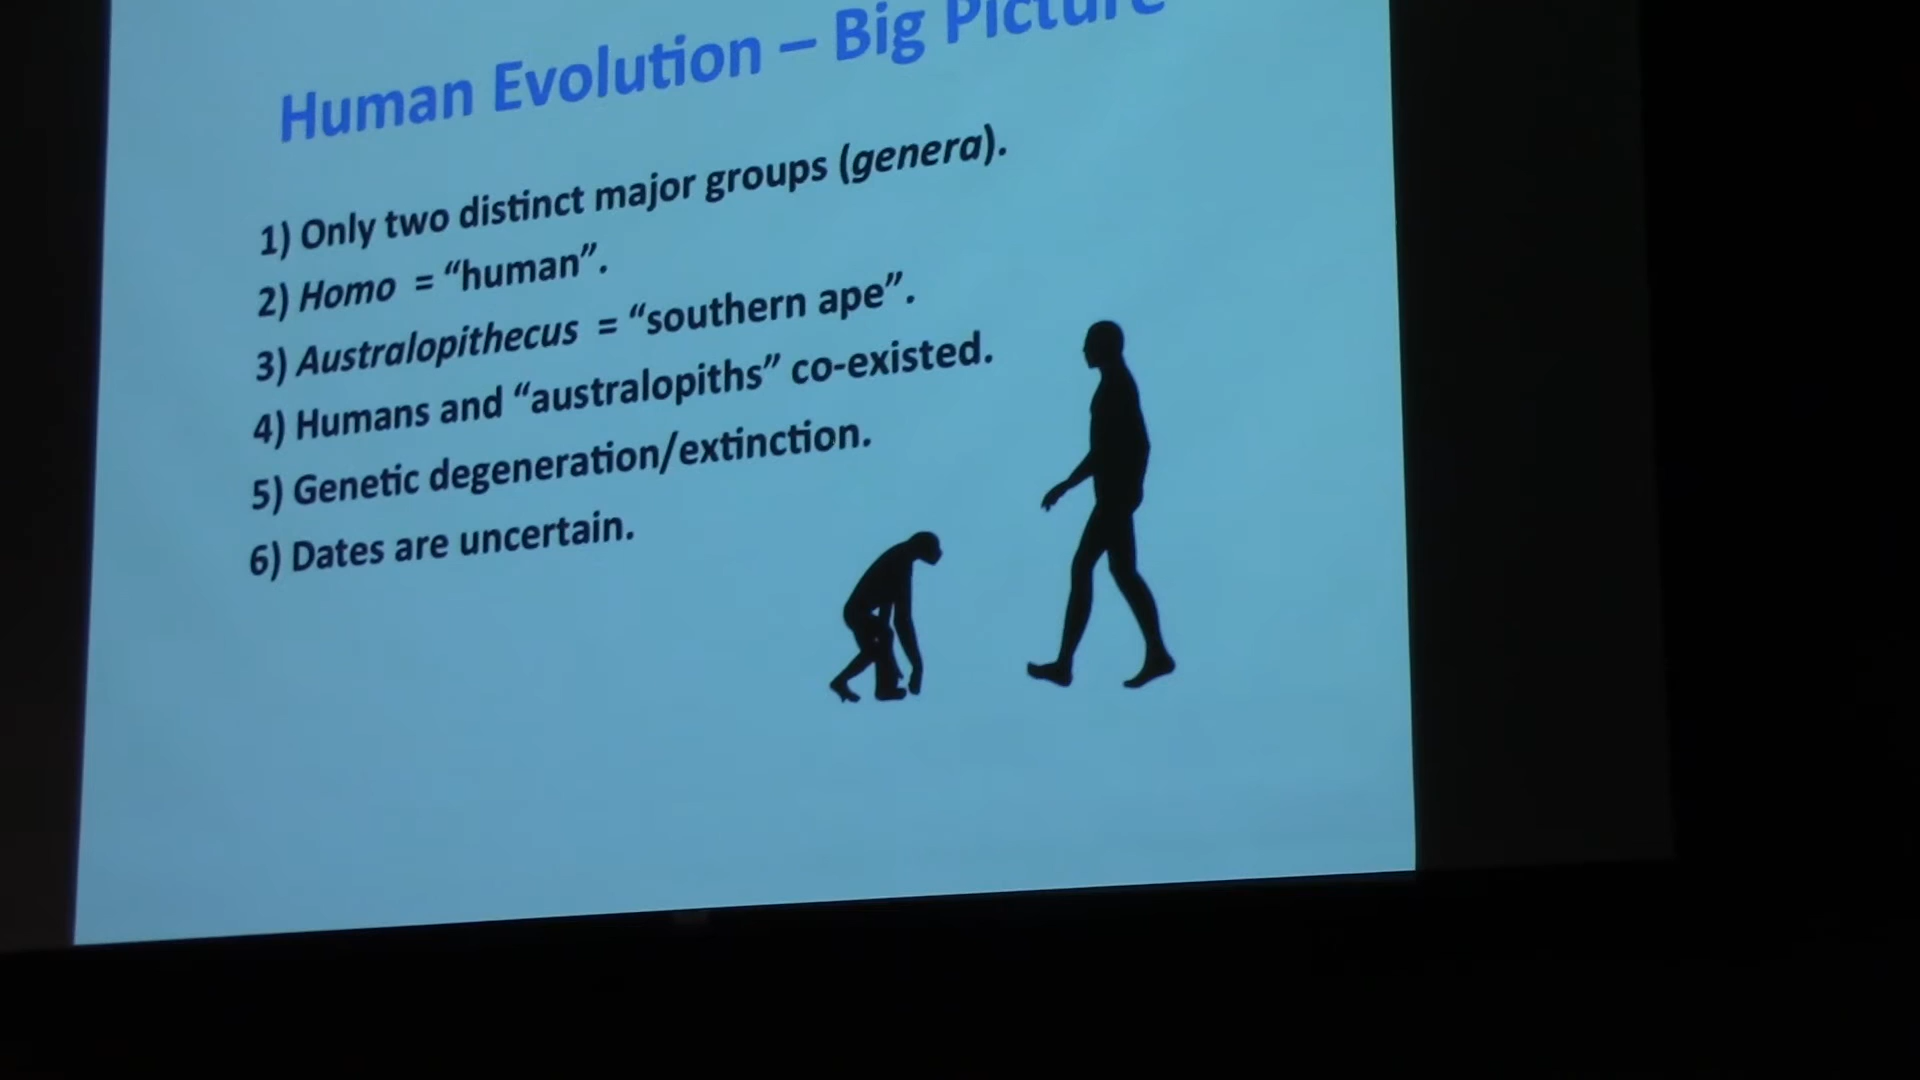 Human Evolution – Big Picture
1) Only two distinct major groups (genera).
2) Homo = “human”.
3) Australopithecus = “southern ape”.
4) Humans and “australopiths” co-existed.
5) Genetic degeneration/extinction.
6) Dates are uncertain.